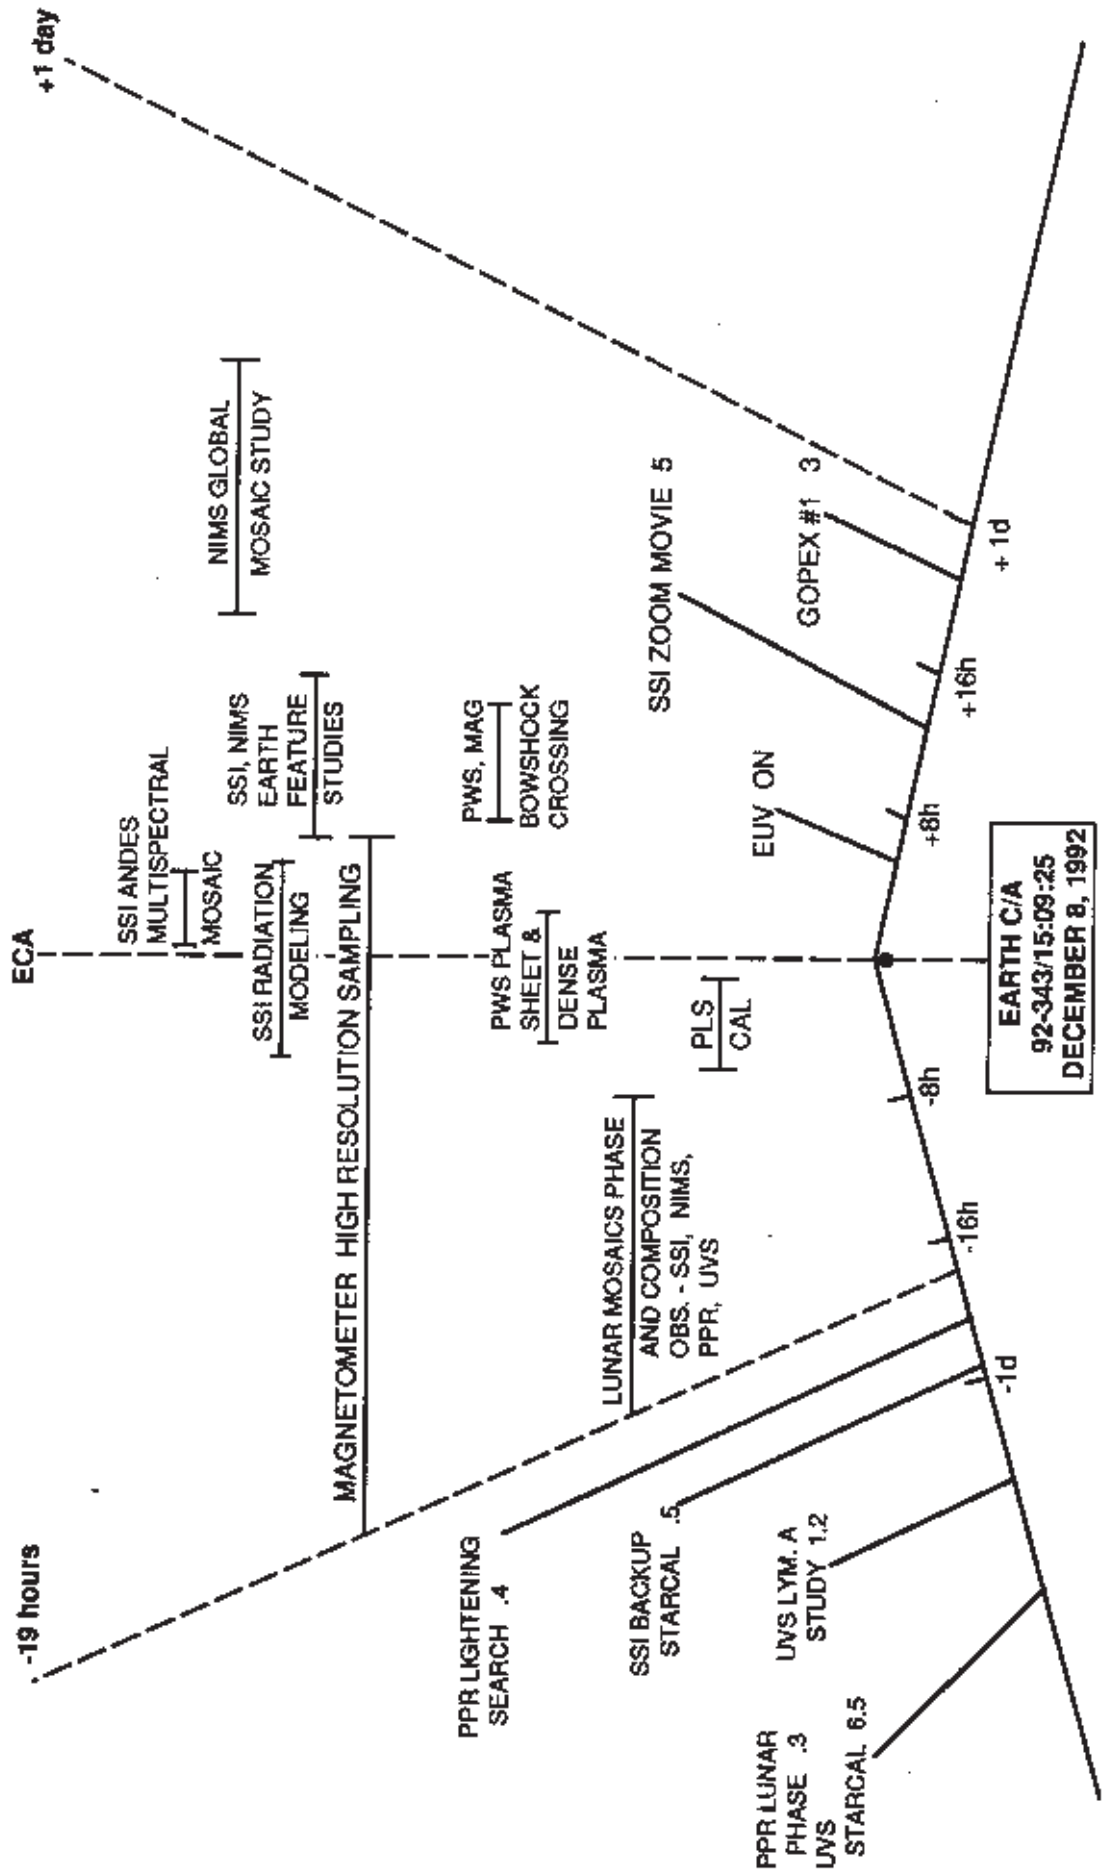 -19 hours
ECA
+1 day
SSI ANDES
MULTISPECTRAL
MOSAIC
NIMS GLOBAL
MOSAIC STUDY
SSI RADIATION
MODELING
SSI, NIMS
EARTH
FEATURE
STUDIES
MAGNETOMETER HIGH RESOLUTION SAMPLING
PPR LIGHTENING
SEARCH .4
PWS PLASMA
SHEET &
DENSE
PLASMA
PWS, MAG
BOWSHOCK
CROSSING
LUNAR MOSAICS PHASE
AND COMPOSITION
OBS. - SSI, NIMS,
PPR, UVS
SSI BACKUP
STARCAL .5
PLS
CAL
SSI ZOOM MOVIE 5
UVS LYM. A
STUDY 1.2
EUV ON
GOPEX #1 3
PPR LUNAR
PHASE .3
UVS
STARCAL 6.5
-1d
-16h
-8h
+8h
+16h
+1d
EARTH C/A
92-343/15:09:25
DECEMBER 8, 1992